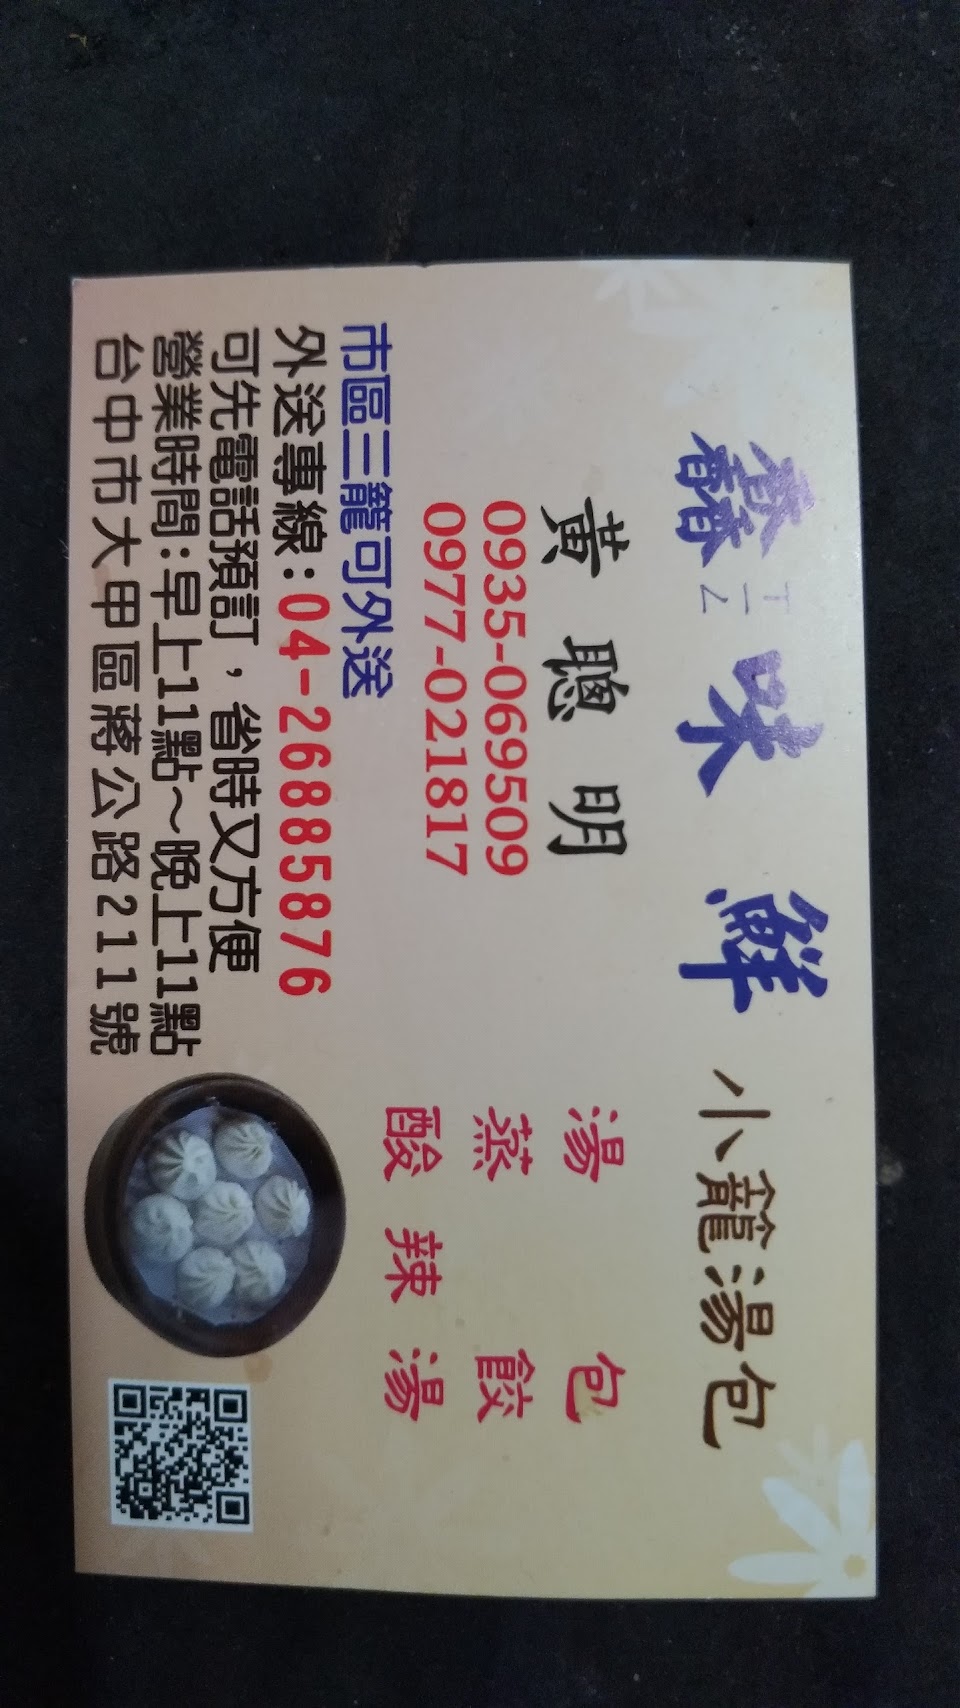 馫味鮮 小籠湯包
黃聰明
0935-069509
0977-021817
湯包
蒸餃
酸辣湯
市區三籠可外送
外送專線:04-26885876
可先電話預訂，省時又方便
營業時間:早上11點~晚上11點
台中市大甲區蔣公路211號